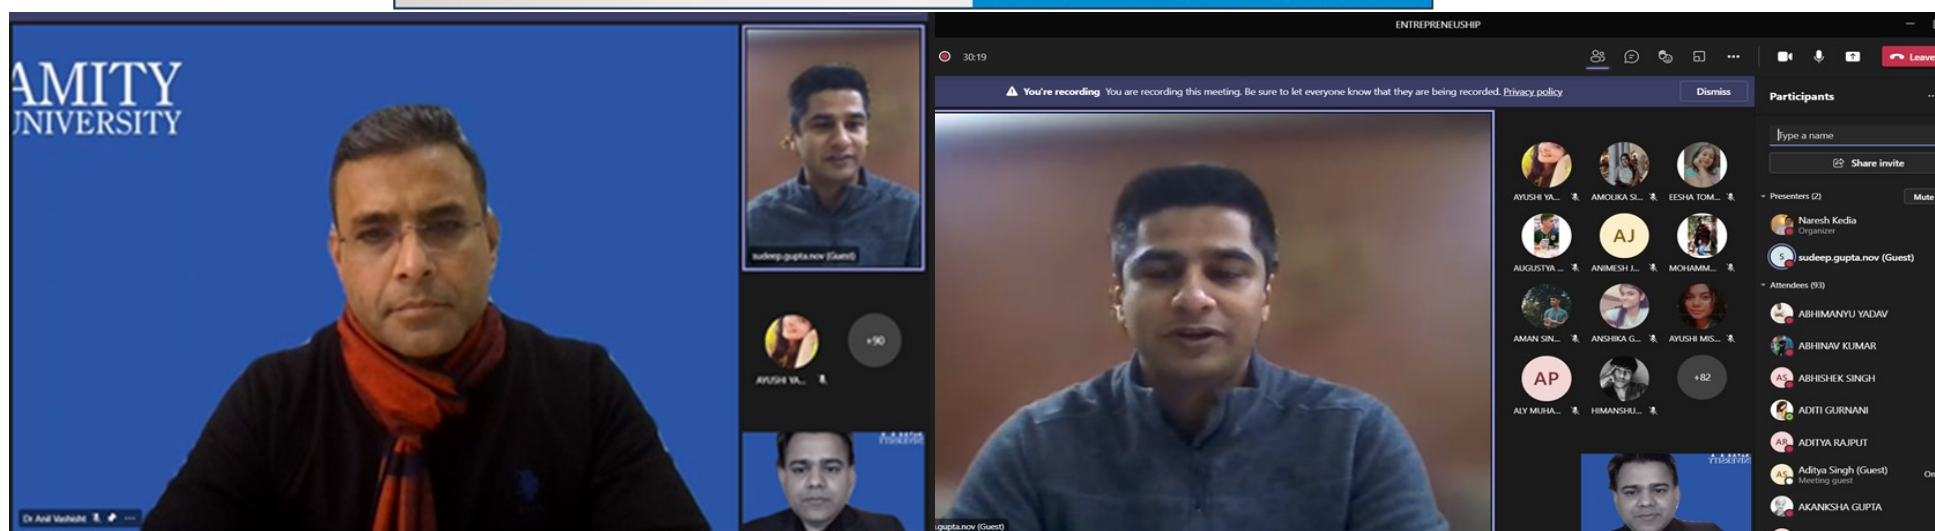 AMITY
UNIVERSITY
sudeep.gupta.nov (Guest)
AYUSHI YA...
+90
Dr Anil Vashisht
ENTREPRENEUSHIP
30:19
Leave
You're recording You are recording this meeting. Be sure to let everyone know that they are being recorded. Privacy policy
Dismiss
AYUSHI YA...
AMOLIKA SI...
EESHA TOM...
AJ
AUGUSTYA ...
ANIMESH J...
MOHAMM...
AMAN SIN...
ANSHIKA G...
AYUSHI MIS...
AP
+82
ALY MUHA...
HIMANSHU...
.gupta.nov (Guest)
Participants
Type a name
Share invite
Presenters (2)
Mute
Naresh Kedia
Organizer
S
sudeep.gupta.nov (Guest)
Attendees (93)
ABHIMANYU YADAV
ABHINAV KUMAR
AS
ABHISHEK SINGH
ADITI GURNANI
AR
ADITYA RAJPUT
AS
Aditya Singh (Guest)
Meeting guest
AKANKSHA GUPTA